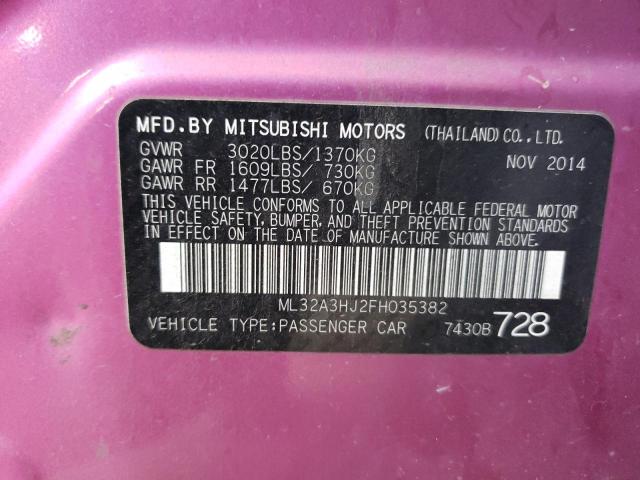 MFD.BY MITSUBISHI MOTORS (THAILAND) CO., LTD.
GVWR 3020LBS/1370KG NOV 2014
GAWR FR 1609LBS/ 730KG
GAWR RR 1477LBS/ 670KG
THIS VEHICLE CONFORMS TO ALL APPLICABLE FEDERAL MOTOR
VEHICLE SAFETY, BUMPER, AND THEFT PREVENTION STANDARDS
IN EFFECT ON THE DATE OF MANUFACTURE SHOWN ABOVE.
ML32A3HJ2FH035382
VEHICLE TYPE:PASSENGER CAR 7430B 728